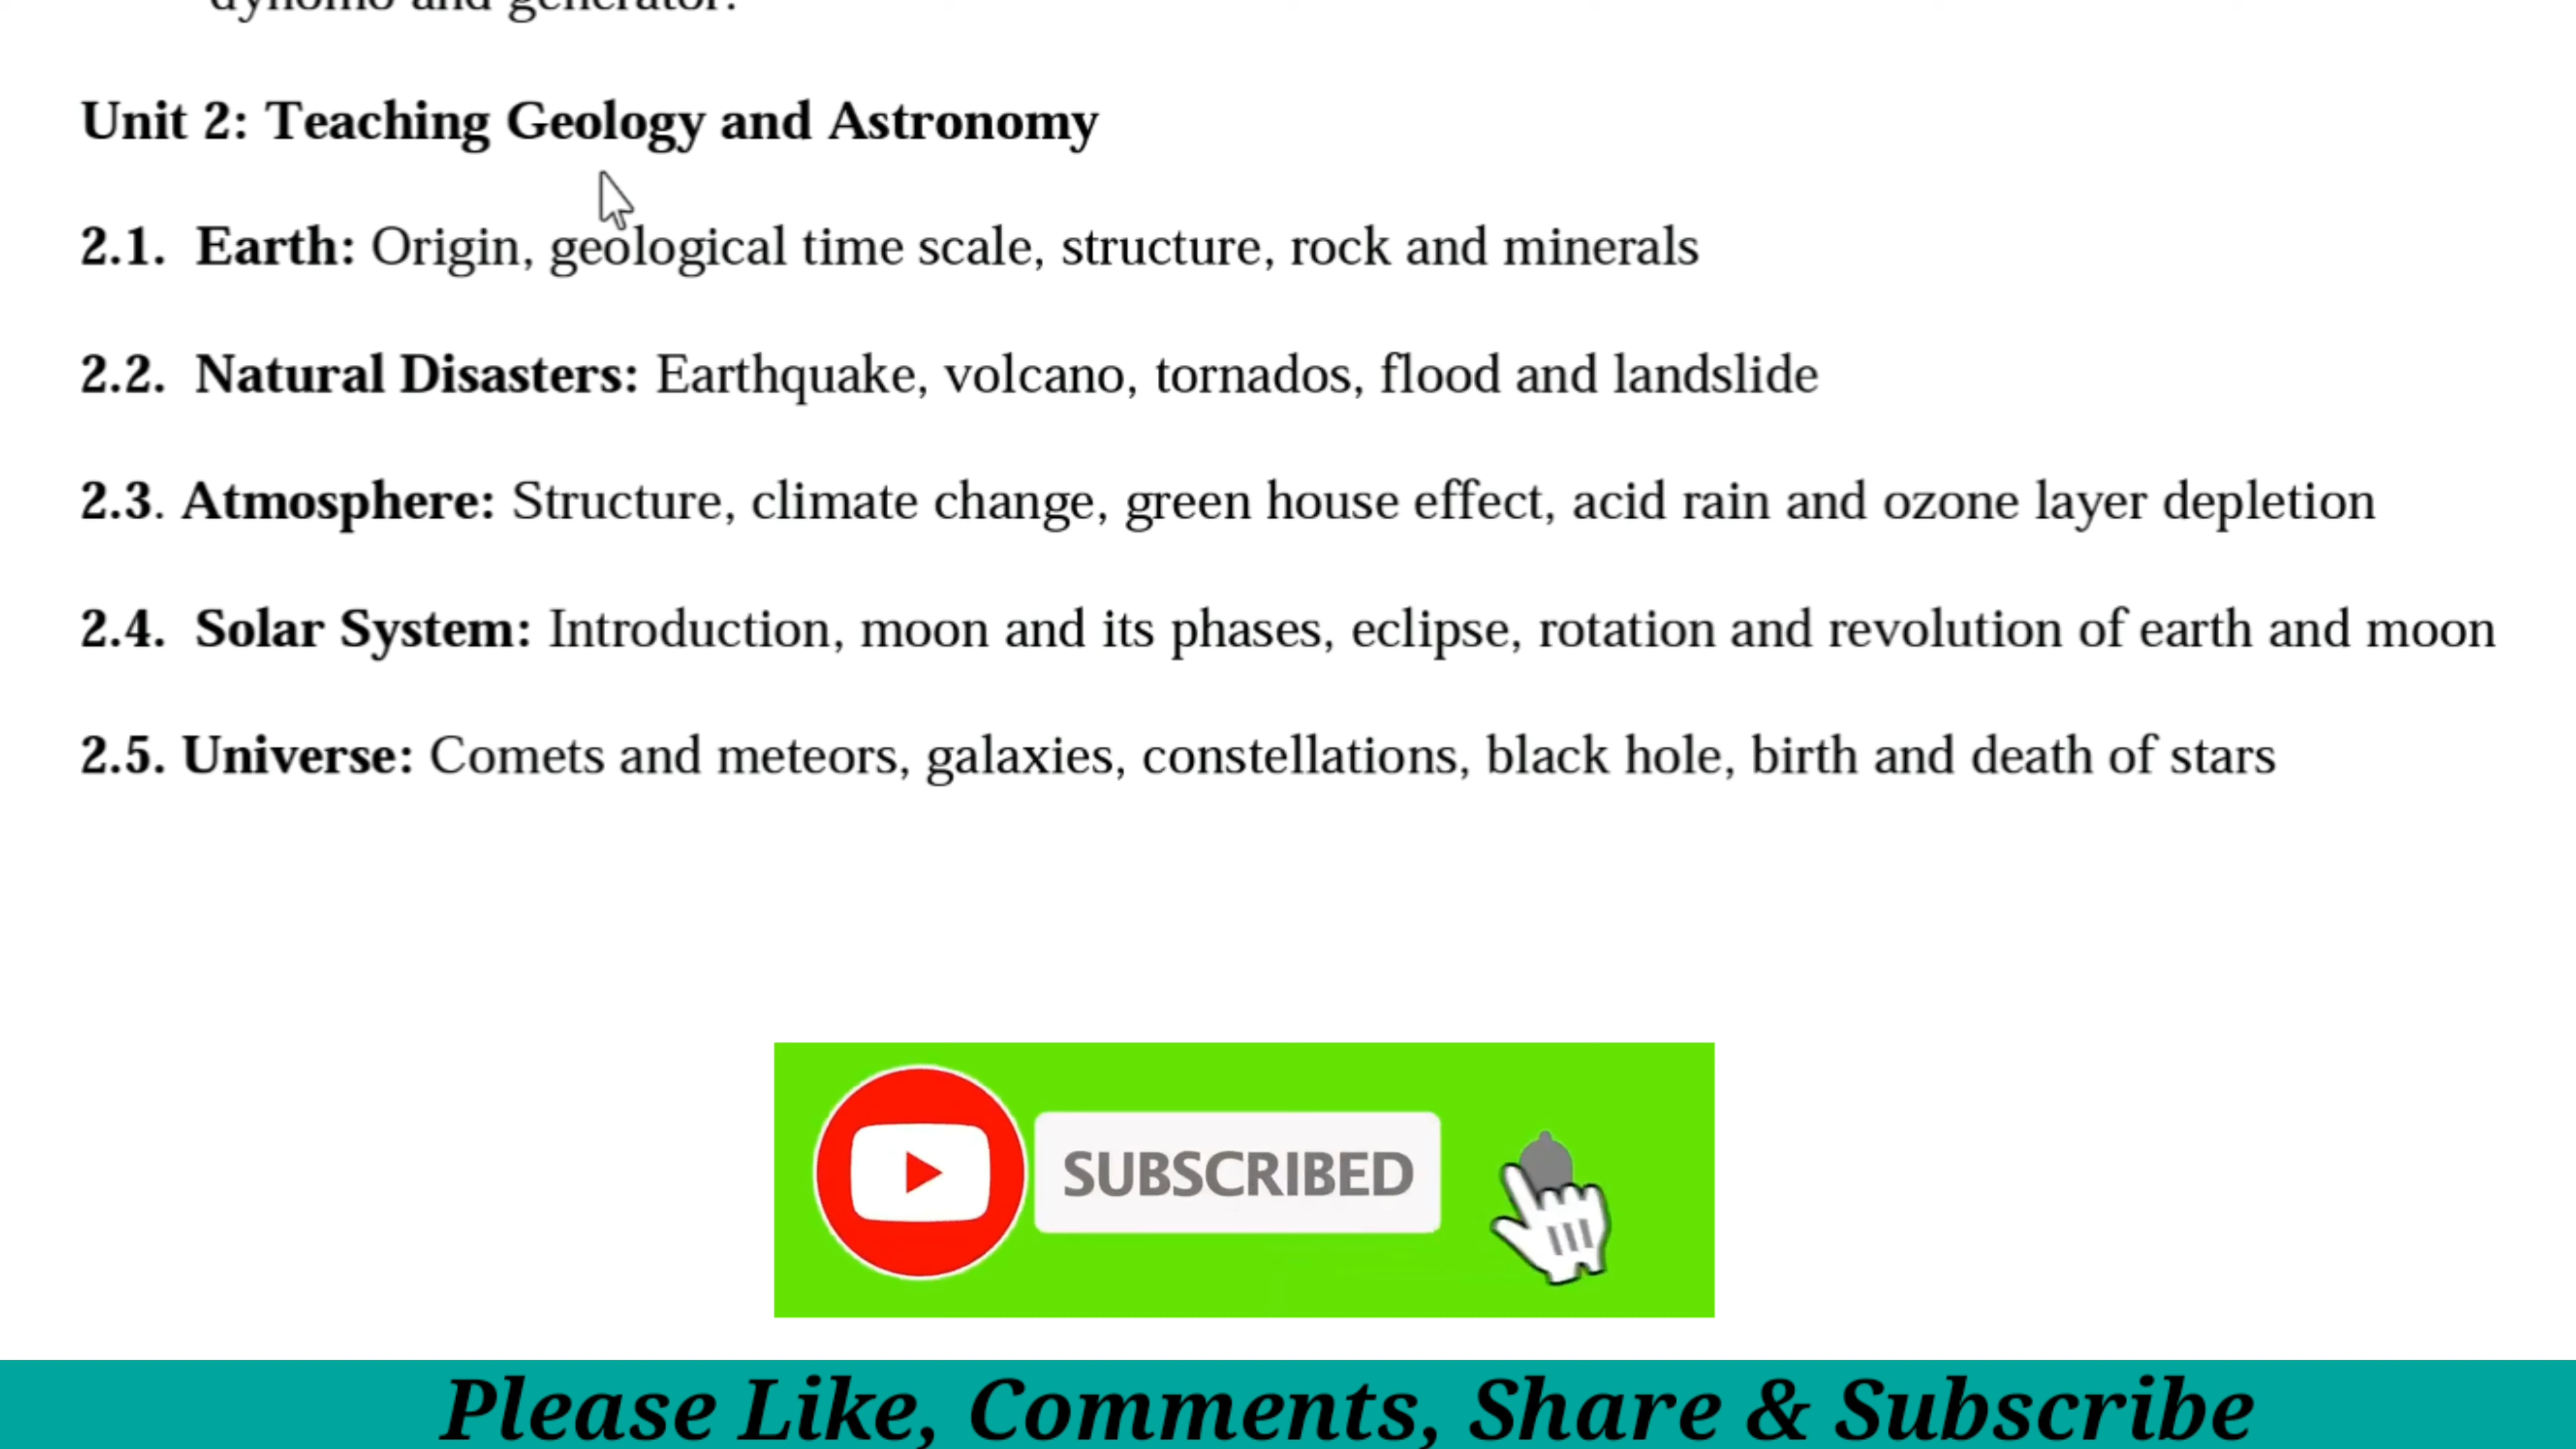 dynomo and generator.
Unit 2: Teaching Geology and Astronomy
2.1. Earth: Origin, geological time scale, structure, rock and minerals
2.2. Natural Disasters: Earthquake, volcano, tornados, flood and landslide
2.3. Atmosphere: Structure, climate change, green house effect, acid rain and ozone layer depletion
2.4. Solar System: Introduction, moon and its phases, eclipse, rotation and revolution of earth and moon
2.5. Universe: Comets and meteors, galaxies, constellations, black hole, birth and death of stars
SUBSCRIBED
Please Like, Comments, Share & Subscribe